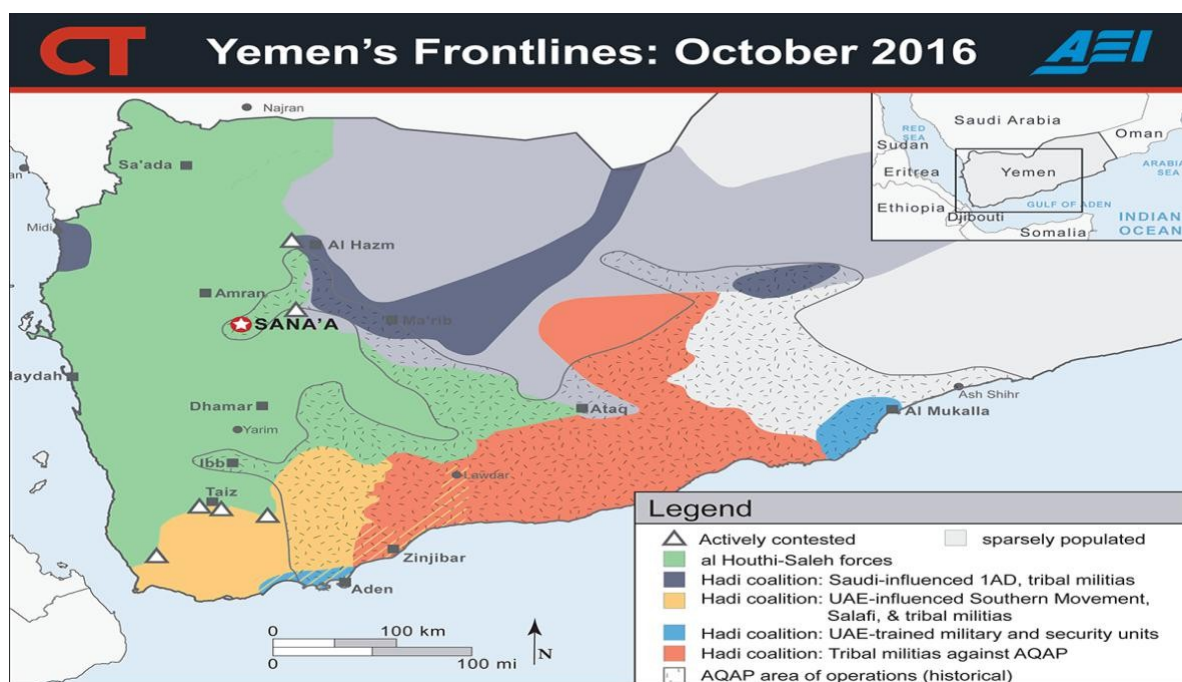 CT Yemen's Frontlines: October 2016 AEI
Najran
Sa'ada
Midi
Al Hazm
Amran
SANA'A
Ma'rib
laydah
Dhamar
Yarim
Ataq
Ash Shihr
Al Mukalla
Ibb
Lawdar
Taiz
Zinjibar
Aden
0 100 km
0 100 mi
N
RED
SEA
Saudi Arabia
Oman
Sudan
ARABIA
SEA
Eritrea
Yemen
Ethiopia
GULF OF ADEN
Djibouti
INDIAN
Somalia
OCEAN
Legend
Actively contested
sparsely populated
al Houthi-Saleh forces
Hadi coalition: Saudi-influenced 1AD, tribal militias
Hadi coalition: UAE-influenced Southern Movement,
Salafi, & tribal militias
Hadi coalition: UAE-trained military and security units
Hadi coalition: Tribal militias against AQAP
AQAP area of operations (historical)